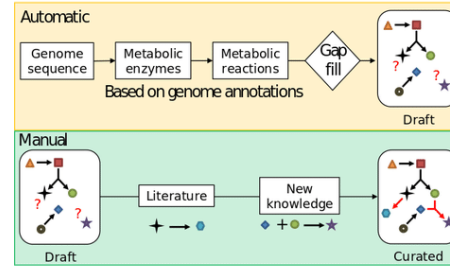 Automatic
Genome
sequence
Metabolic
enzymes
Metabolic
reactions
Gap
fill
Based on genome annotations
?
?
Draft
Manual
?
?
Draft
Literature
New
knowledge
+
Curated